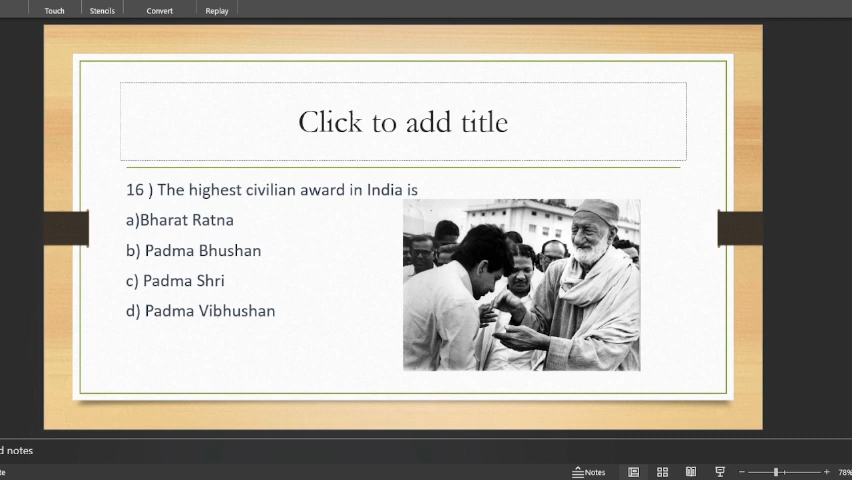 Touch Stencils Convert Replay
Click to add title
16 ) The highest civilian award in India is
a)Bharat Ratna
b) Padma Bhushan
c) Padma Shri
d) Padma Vibhushan
d notes
te Notes 78%